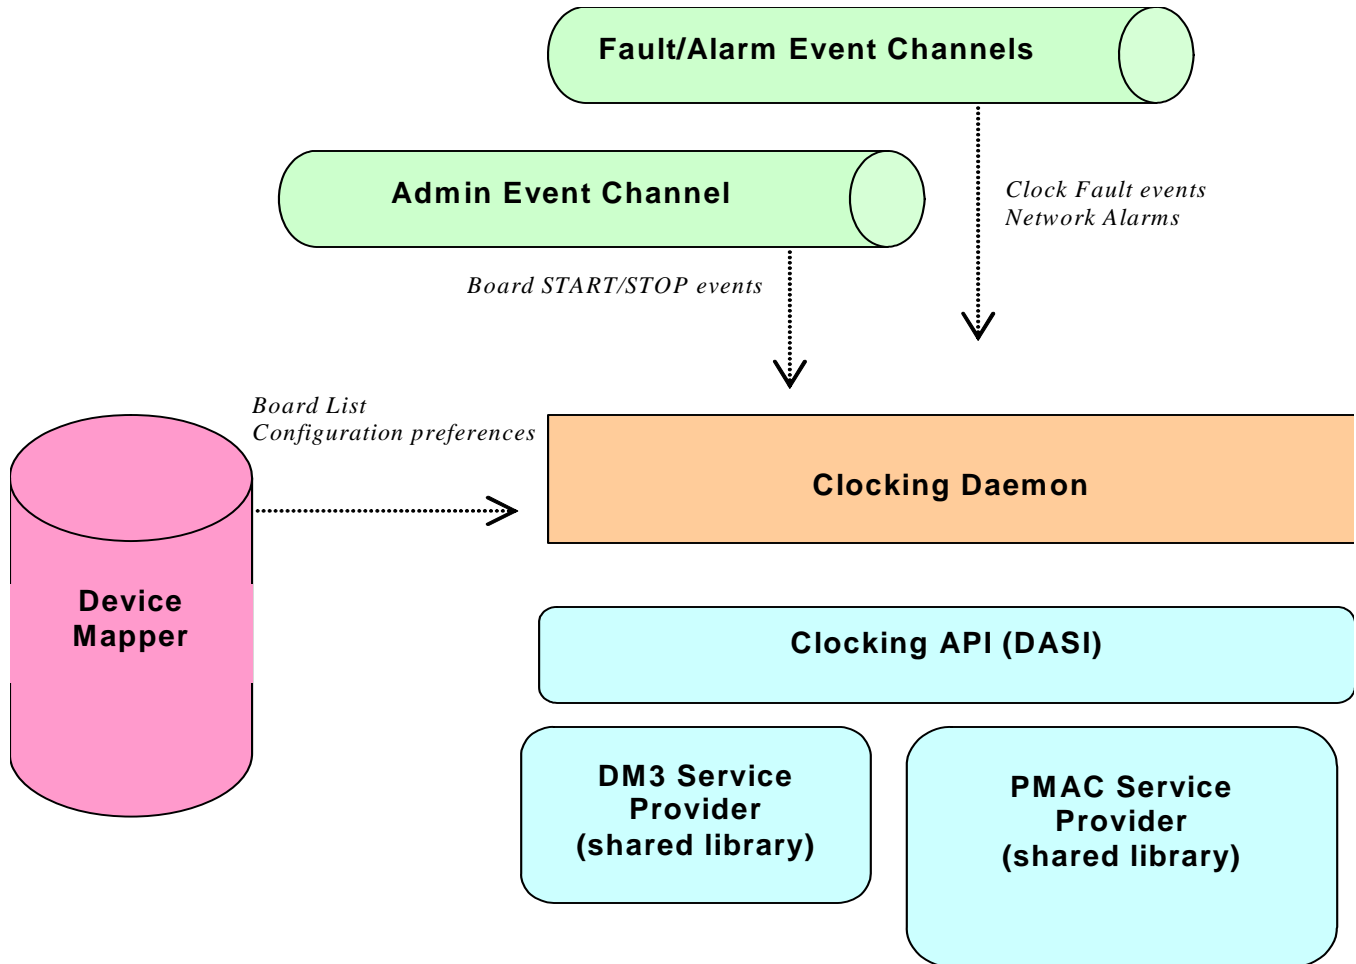 Fault/Alarm Event Channels
Admin Event Channel
Clock Fault events
Network Alarms
Board START/STOP events
Board List
Configuration preferences
Clocking Daemon
Device
Mapper
Clocking API (DASI)
DM3 Service
Provider
(shared library)
PMAC Service
Provider
(shared library)